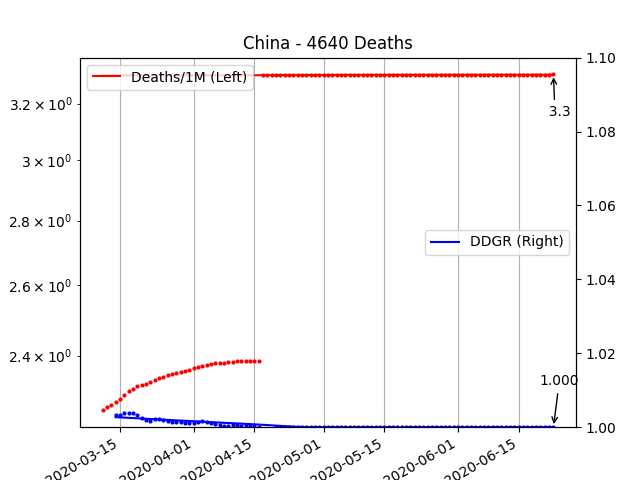 China - 4640 Deaths
Deaths/1M (Left)
DDGR (Right)
3.3
1.000
3.2 × 10⁰
3 × 10⁰
2.8 × 10⁰
2.6 × 10⁰
2.4 × 10⁰
1.10
1.08
1.06
1.04
1.02
1.00
2020-03-15
2020-04-01
2020-04-15
2020-05-01
2020-05-15
2020-06-01
2020-06-15